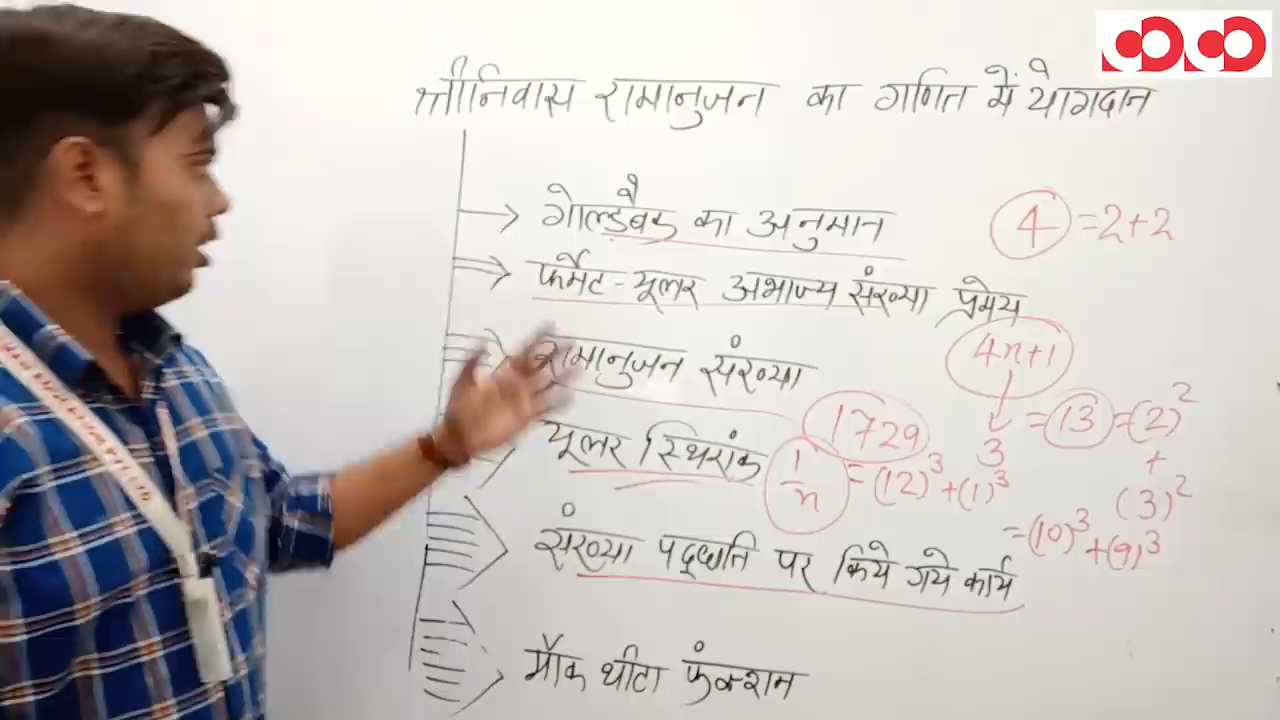 श्रीनिवास रामानुजन का गणित में योगदान
गोल्डबैड का अनुमान 4 = 2+2
फर्मेट-यूलर अभाज्य संख्या प्रमेय
4n+1
रामानुजन संख्या
1729 3 = 13 = (2)² + (3)²
= (12)³ + (1)³
= (10)³ + (9)³
यूलर स्थिरांक 1/n
संख्या पद्धति पर किये गये कार्य
मॉक थीटा फंक्शन